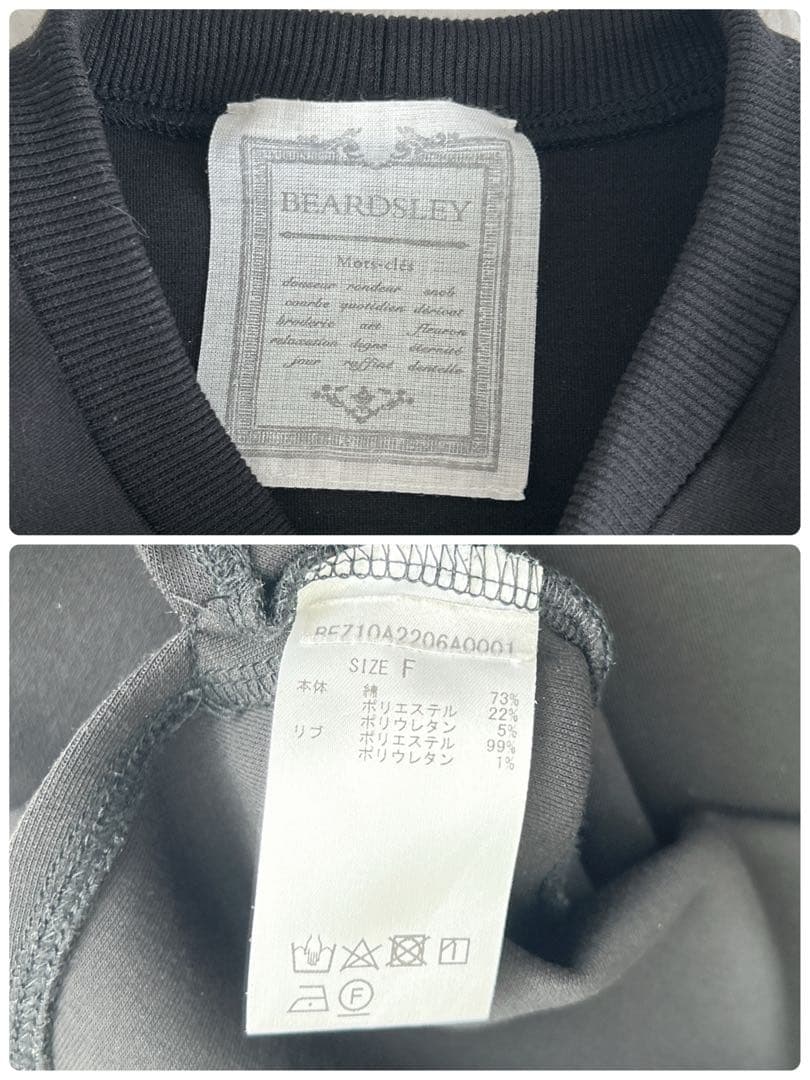 BEARDSLEY
Mots-clés
douceur rondeur snob
courbe quotidien déricot
broderie art fleuron
relaxation digne éternité
jour raffiné dentelle
BEZ10A2206A0001
SIZE F
本体 綿 73%
ポリエステル 22%
ポリウレタン 5%
リブ ポリエステル 99%
ポリウレタン 1%
F